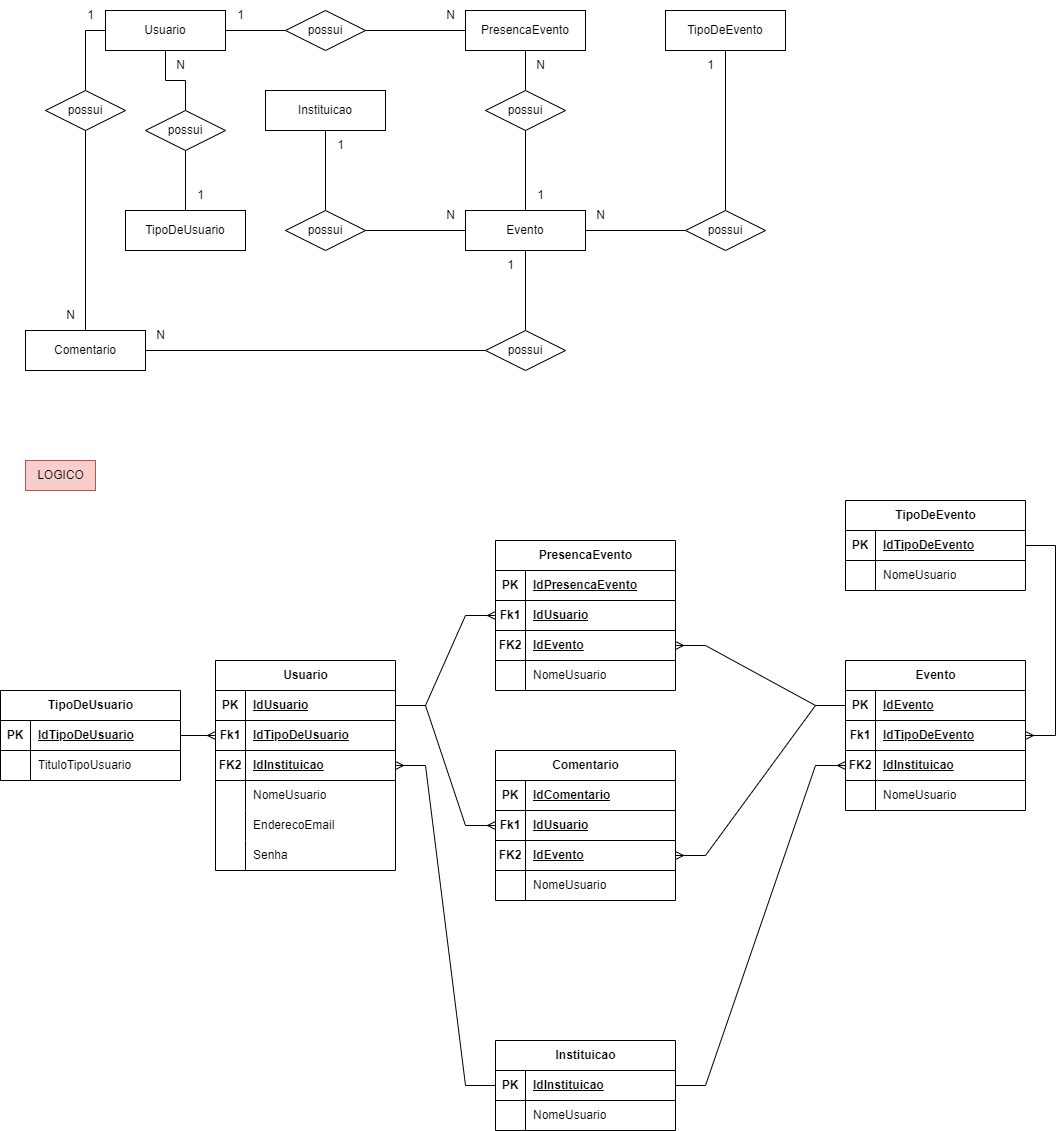 1
Usuario
1
possui
N
PresencaEvento
TipoDeEvento
N
N
1
possui
possui
Instituicao
possui
1
possui
1
1
TipoDeUsuario
possui
N
Evento
N
possui
1
N
Comentario
N
possui
LOGICO
TipoDeEvento
PK IdTipoDeEvento
NomeUsuario
PresencaEvento
PK IdPresencaEvento
Fk1 IdUsuario
FK2 IdEvento
NomeUsuario
TipoDeUsuario
PK IdTipoDeUsuario
TituloTipoUsuario
Usuario
PK IdUsuario
Fk1 IdTipoDeUsuario
FK2 IdInstituicao
NomeUsuario
EnderecoEmail
Senha
Evento
PK IdEvento
Fk1 IdTipoDeEvento
FK2 IdInstituicao
NomeUsuario
Comentario
PK IdComentario
Fk1 IdUsuario
FK2 IdEvento
NomeUsuario
Instituicao
PK IdInstituicao
NomeUsuario